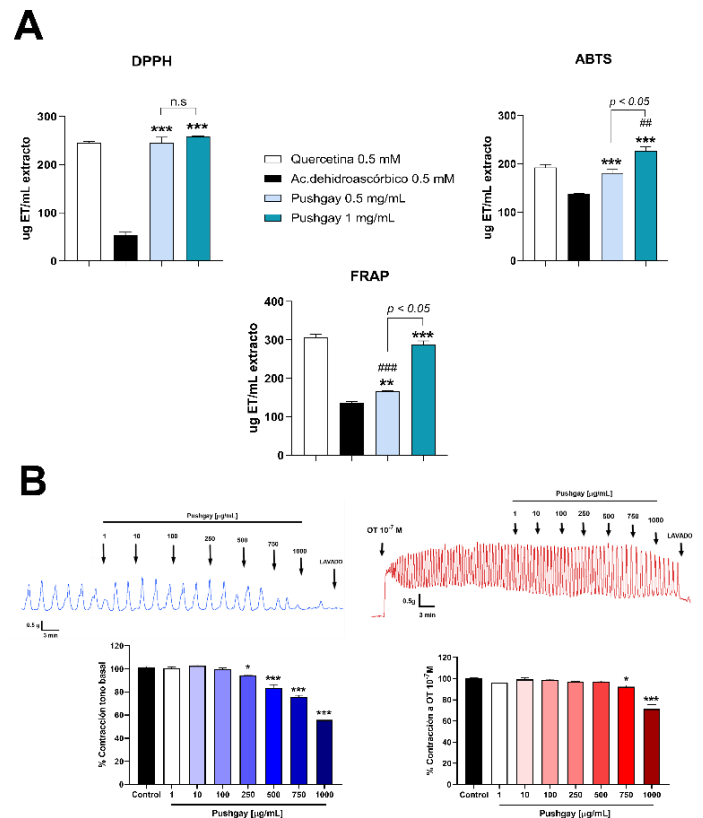 A
DPPH
n.s
*** ***
300
200
100
0
ug ET/mL extracto
Quercetina 0.5 mM
Ac.dehidroascórbico 0.5 mM
Pushgay 0.5 mg/mL
Pushgay 1 mg/mL
ABTS
p < 0.05
##
***
***
300
200
100
0
ug ET/mL extracto
FRAP
p < 0.05
***
###
**
400
300
200
100
0
ug ET/mL extracto
B
Pushgay [µg/mL]
1 10 100 250 500 750 1000
LAVADO
0.5 g
3 min
OT 10⁻⁷ M
Pushgay [µg/mL]
1 10 100 250 500 750 1000
LAVADO
0.5g
3 min
% Contracción tono basal
120
100
80
60
40
20
0
* *** *** ***
Control 1 10 100 250 500 750 1000
Pushgay [µg/mL]
% Contracción a OT 10⁻⁷M
120
100
80
60
40
20
0
* ***
Control 1 10 100 250 500 750 1000
Pushgay [µg/mL]